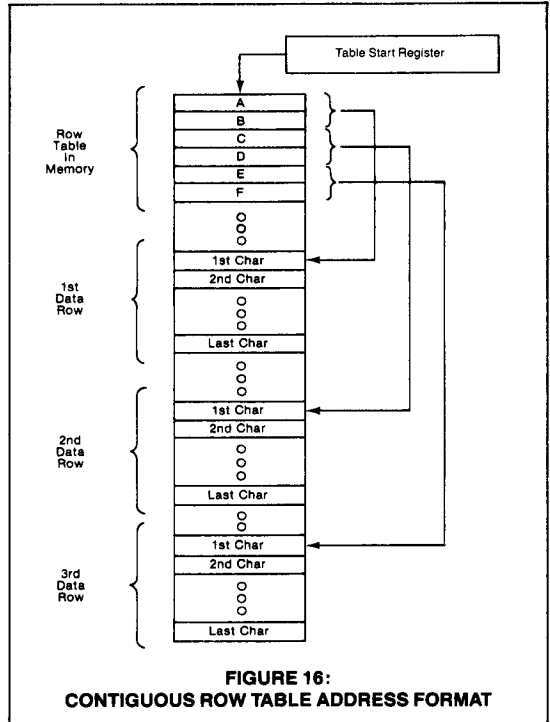 Table Start Register
Row
Table
in
Memory
A
B
C
D
E
F
1st
Data
Row
1st Char
2nd Char
Last Char
2nd
Data
Row
1st Char
2nd Char
Last Char
3rd
Data
Row
1st Char
2nd Char
Last Char
FIGURE 16:
CONTIGUOUS ROW TABLE ADDRESS FORMAT